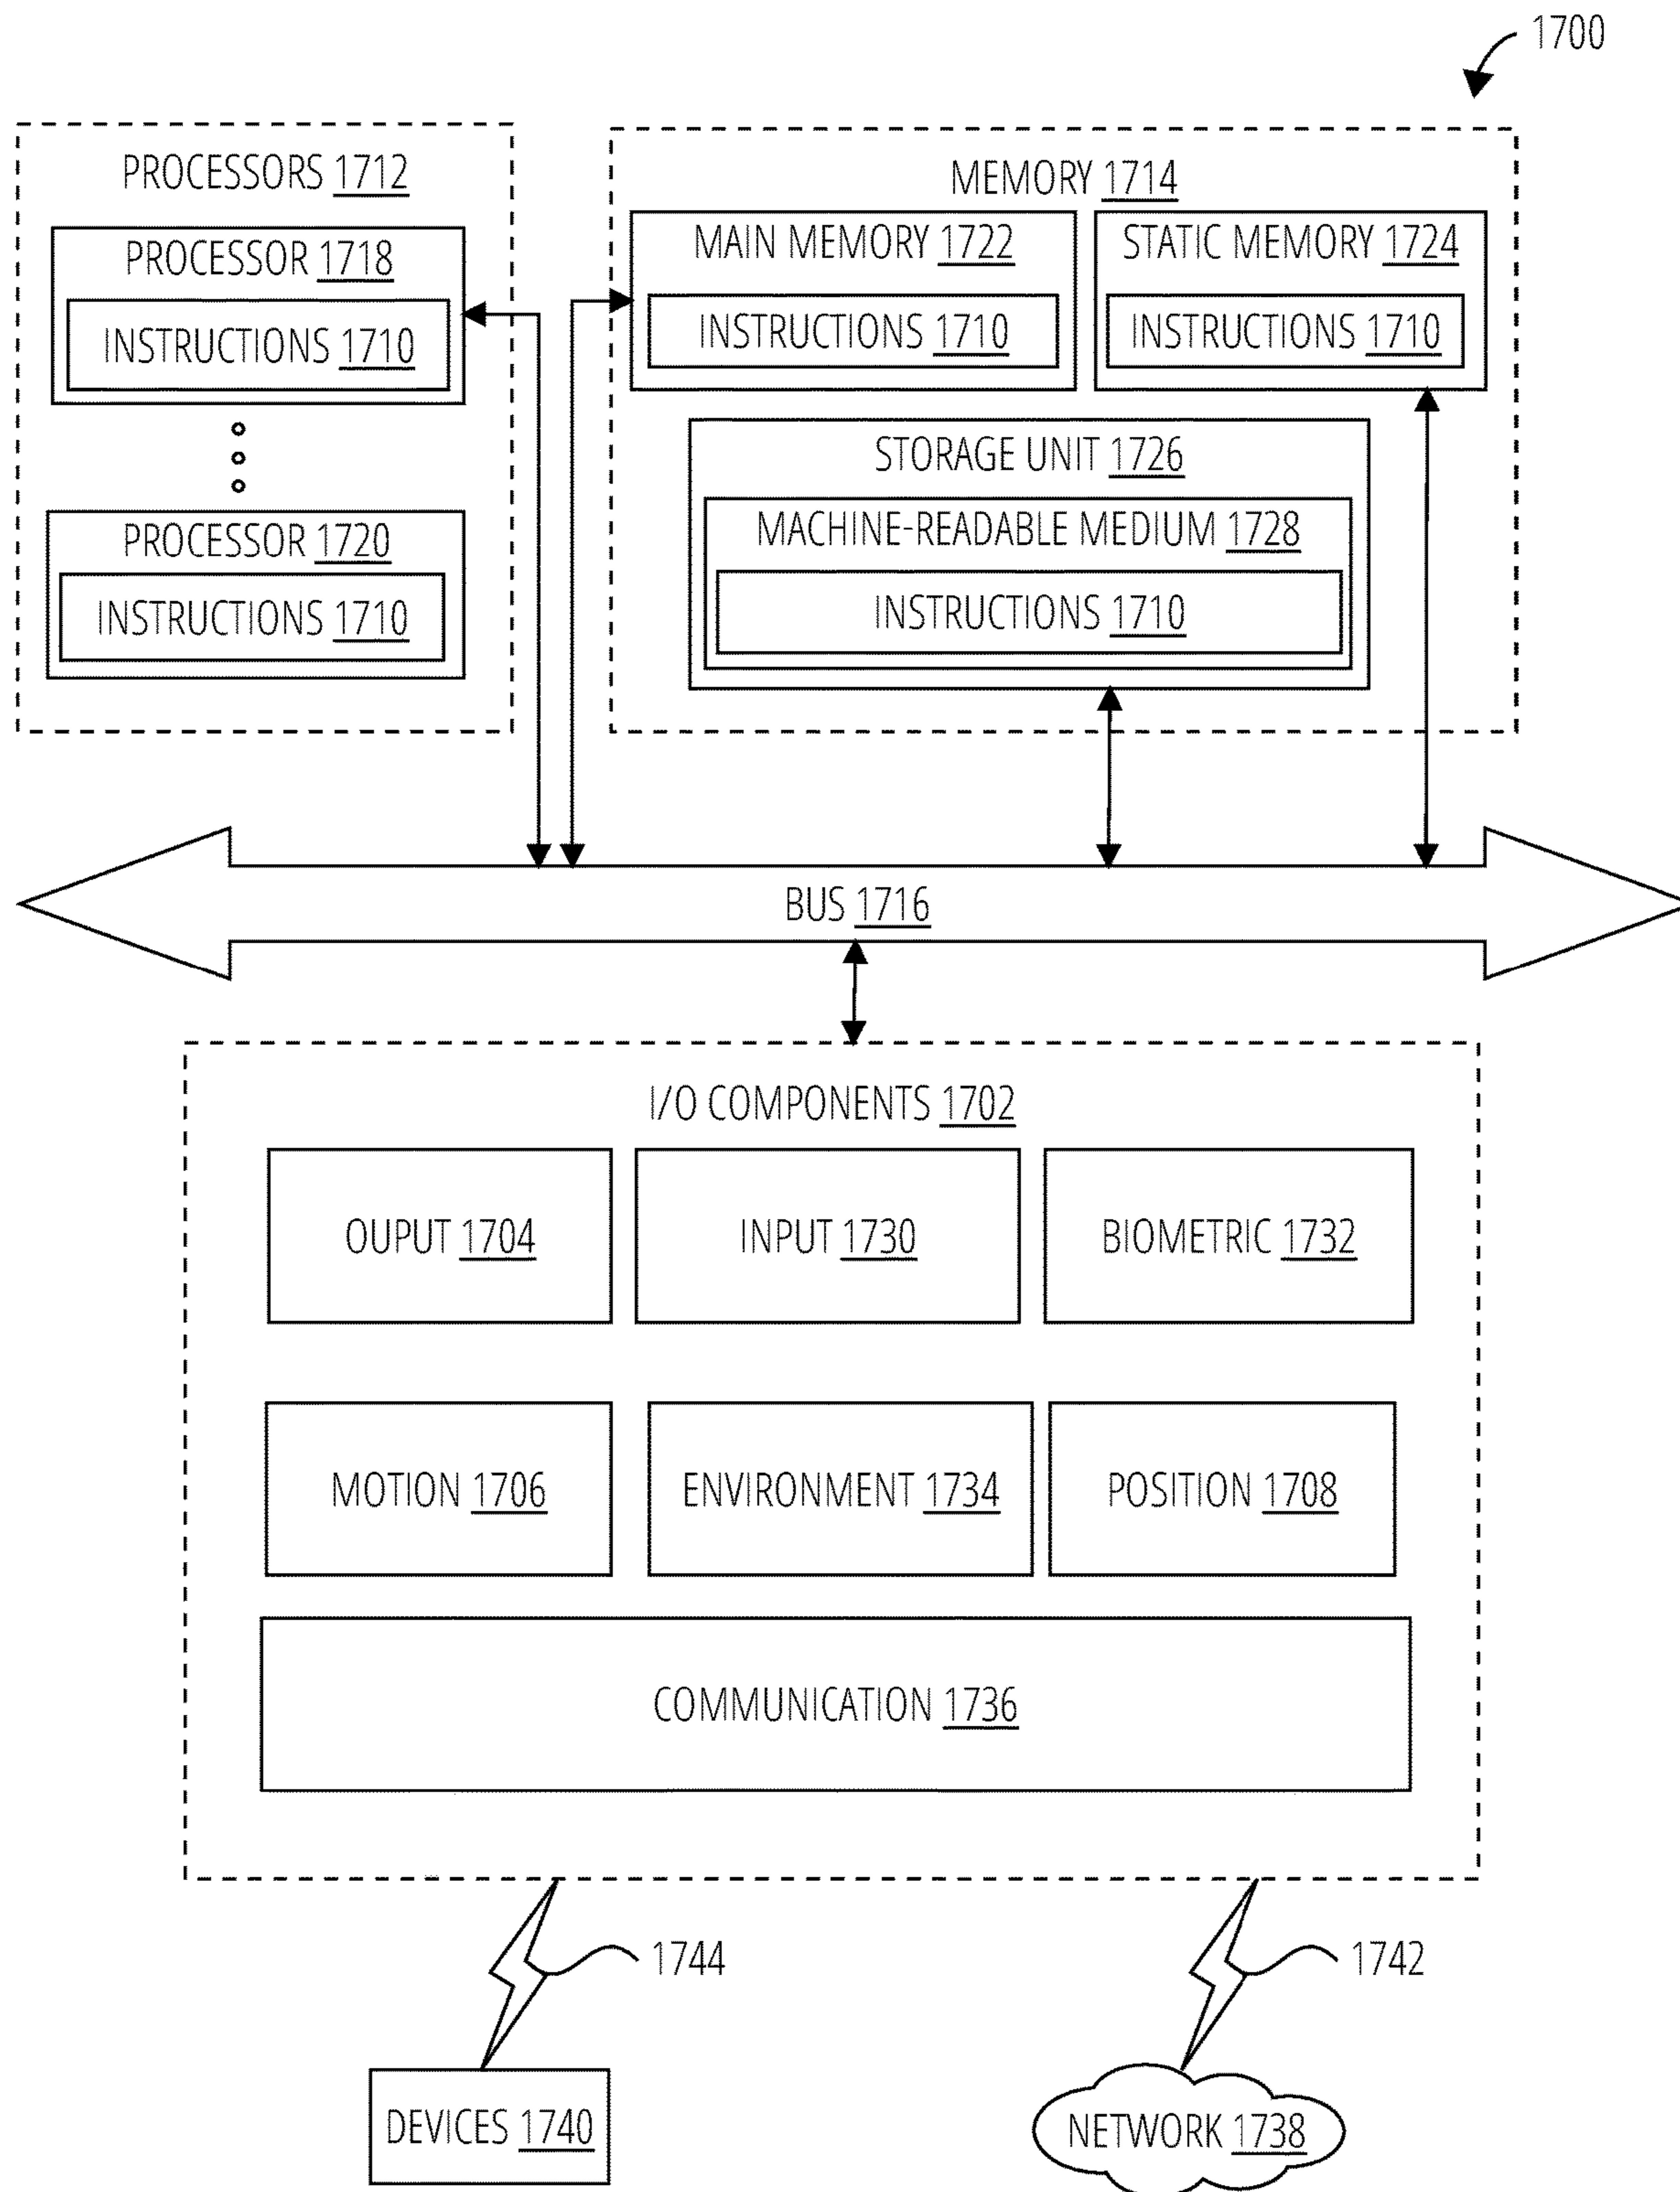 1700
PROCESSORS 1712
PROCESSOR 1718
INSTRUCTIONS 1710
PROCESSOR 1720
INSTRUCTIONS 1710
MEMORY 1714
MAIN MEMORY 1722
INSTRUCTIONS 1710
STATIC MEMORY 1724
INSTRUCTIONS 1710
STORAGE UNIT 1726
MACHINE-READABLE MEDIUM 1728
INSTRUCTIONS 1710
BUS 1716
I/O COMPONENTS 1702
OUPUT 1704
INPUT 1730
BIOMETRIC 1732
MOTION 1706
ENVIRONMENT 1734
POSITION 1708
COMMUNICATION 1736
1744
1742
DEVICES 1740
NETWORK 1738